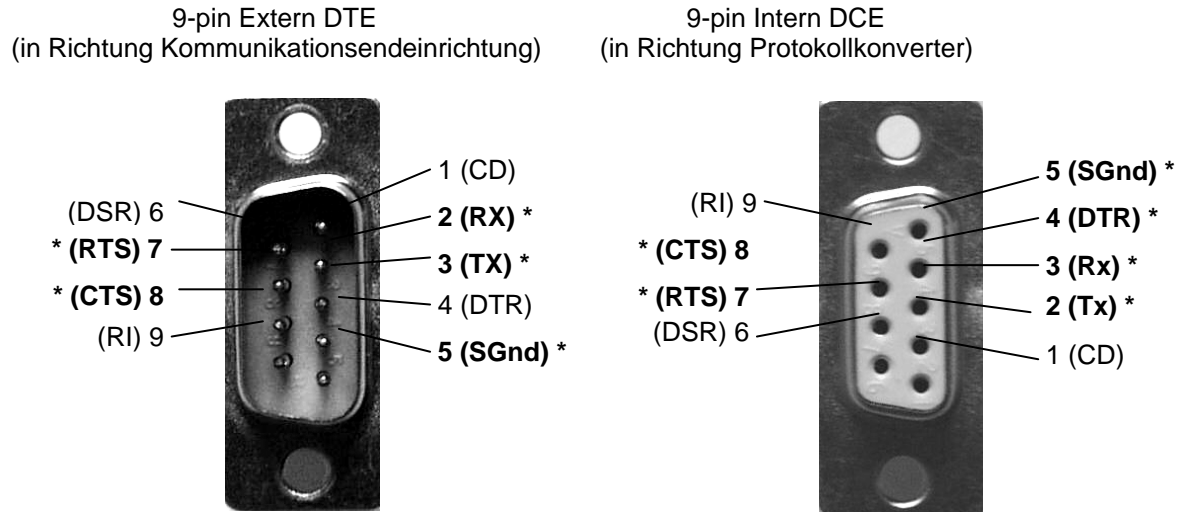 9-pin Extern DTE
(in Richtung Kommunikationsendeinrichtung)
1 (CD)
(DSR) 6
2 (RX) *
* (RTS) 7
3 (TX) *
* (CTS) 8
4 (DTR)
(RI) 9
5 (SGnd) *
9-pin Intern DCE
(in Richtung Protokollkonverter)
5 (SGnd) *
(RI) 9
4 (DTR) *
* (CTS) 8
3 (Rx) *
* (RTS) 7
2 (Tx) *
(DSR) 6
1 (CD)